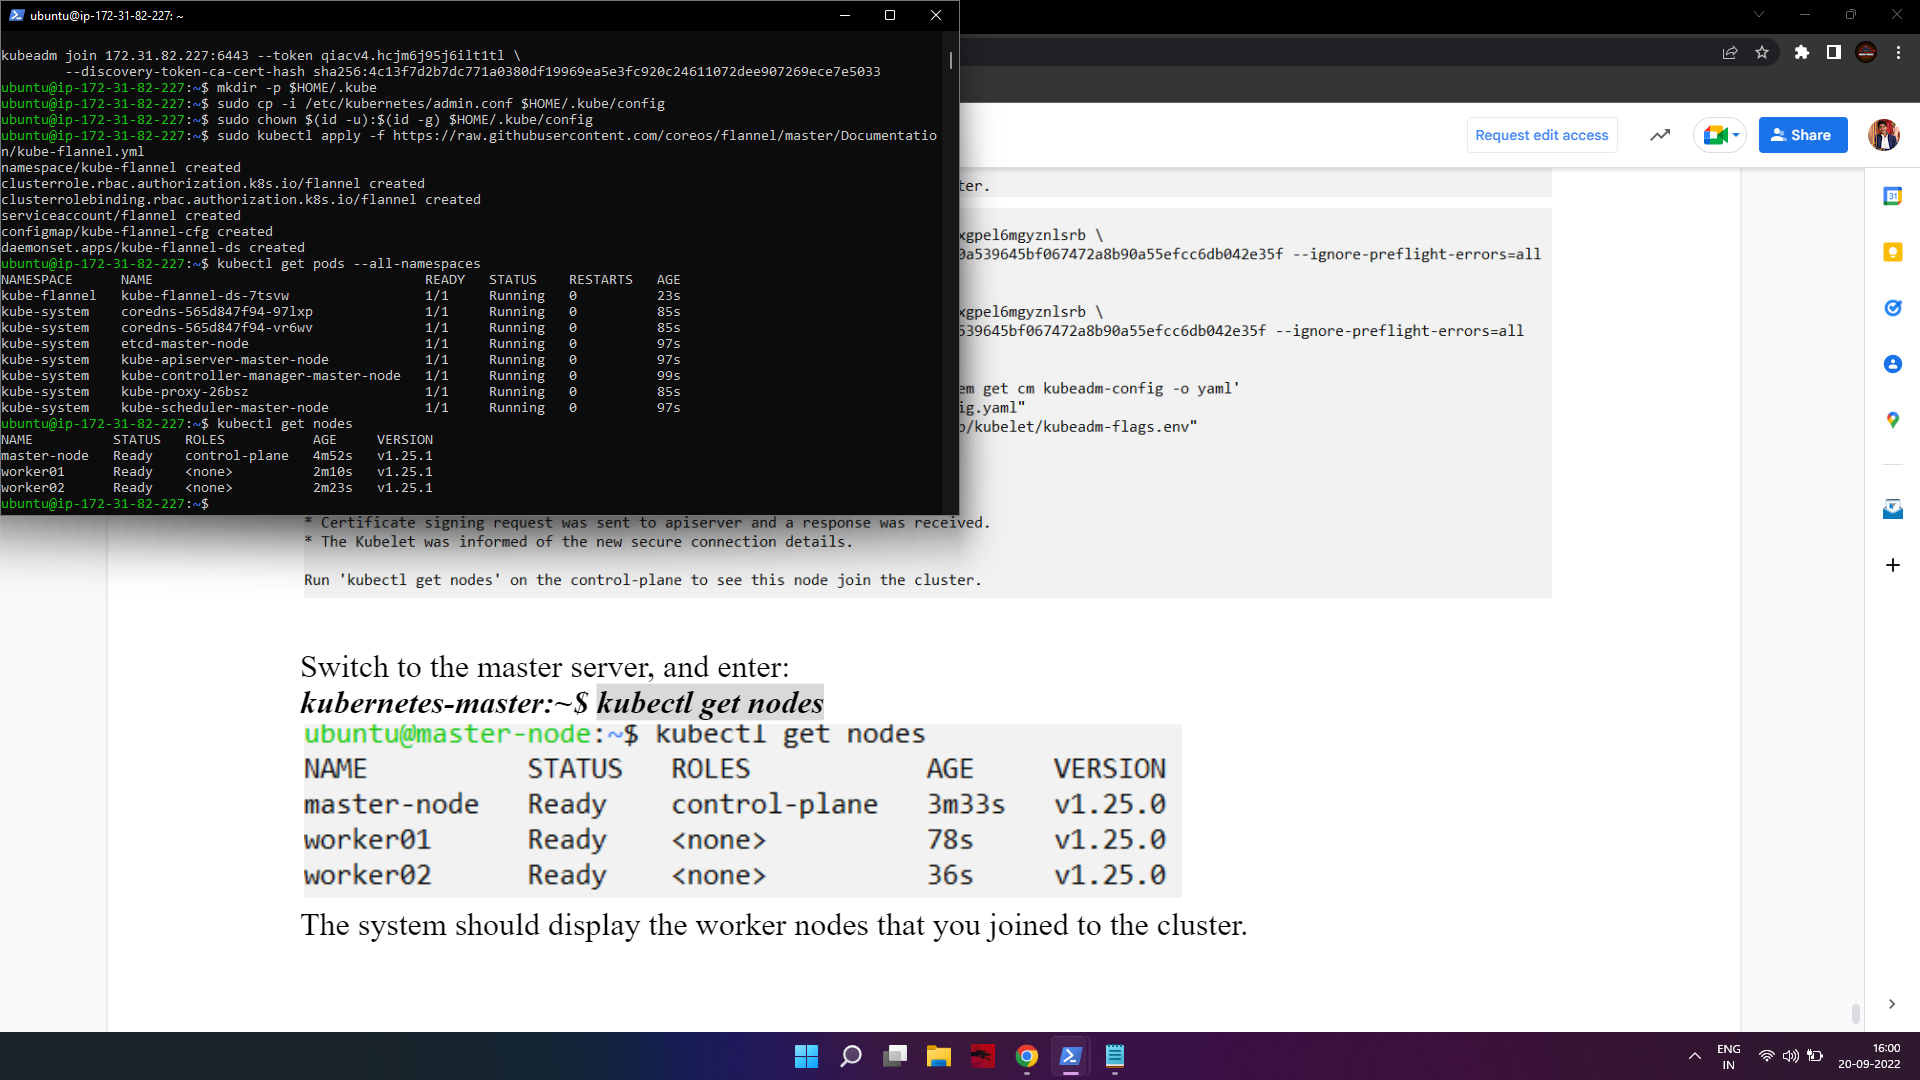 ubuntu@ip-172-31-82-227: ~
kubeadm join 172.31.82.227:6443 --token qiacv4.hcjm6j95j6ilt1tl \
--discovery-token-ca-cert-hash sha256:4c13f7d2b7dc771a0380df19969ea5e3fc920c24611072dee907269ece7e5033
ubuntu@ip-172-31-82-227:~$ mkdir -p $HOME/.kube
ubuntu@ip-172-31-82-227:~$ sudo cp -i /etc/kubernetes/admin.conf $HOME/.kube/config
ubuntu@ip-172-31-82-227:~$ sudo chown $(id -u):$(id -g) $HOME/.kube/config
ubuntu@ip-172-31-82-227:~$ sudo kubectl apply -f https://raw.githubusercontent.com/coreos/flannel/master/Documentatio
n/kube-flannel.yml
namespace/kube-flannel created
clusterrole.rbac.authorization.k8s.io/flannel created
clusterrolebinding.rbac.authorization.k8s.io/flannel created
serviceaccount/flannel created
configmap/kube-flannel-cfg created
daemonset.apps/kube-flannel-ds created
ubuntu@ip-172-31-82-227:~$ kubectl get pods --all-namespaces
NAMESPACE NAME READY STATUS RESTARTS AGE
kube-flannel kube-flannel-ds-7tsvw 1/1 Running 0 23s
kube-system coredns-565d847f94-97lxp 1/1 Running 0 85s
kube-system coredns-565d847f94-vr6wv 1/1 Running 0 85s
kube-system etcd-master-node 1/1 Running 0 97s
kube-system kube-apiserver-master-node 1/1 Running 0 97s
kube-system kube-controller-manager-master-node 1/1 Running 0 99s
kube-system kube-proxy-26bsz 1/1 Running 0 85s
kube-system kube-scheduler-master-node 1/1 Running 0 97s
ubuntu@ip-172-31-82-227:~$ kubectl get nodes
NAME STATUS ROLES AGE VERSION
master-node Ready control-plane 4m52s v1.25.1
worker01 Ready <none> 2m10s v1.25.1
worker02 Ready <none> 2m23s v1.25.1
ubuntu@ip-172-31-82-227:~$
Request edit access
Share
31
ter.
xgpel6mgyznlsrb \
0a539645bf067472a8b90a55efcc6db042e35f --ignore-preflight-errors=all
xgpel6mgyznlsrb \
539645bf067472a8b90a55efcc6db042e35f --ignore-preflight-errors=all
em get cm kubeadm-config -o yaml'
ig.yaml"
b/kubelet/kubeadm-flags.env"
* Certificate signing request was sent to apiserver and a response was received.
* The Kubelet was informed of the new secure connection details.
Run 'kubectl get nodes' on the control-plane to see this node join the cluster.
Switch to the master server, and enter:
kubernetes-master:~$ kubectl get nodes
ubuntu@master-node:~$ kubectl get nodes
NAME STATUS ROLES AGE VERSION
master-node Ready control-plane 3m33s v1.25.0
worker01 Ready <none> 78s v1.25.0
worker02 Ready <none> 36s v1.25.0
The system should display the worker nodes that you joined to the cluster.
ENG
IN
16:00
20-09-2022